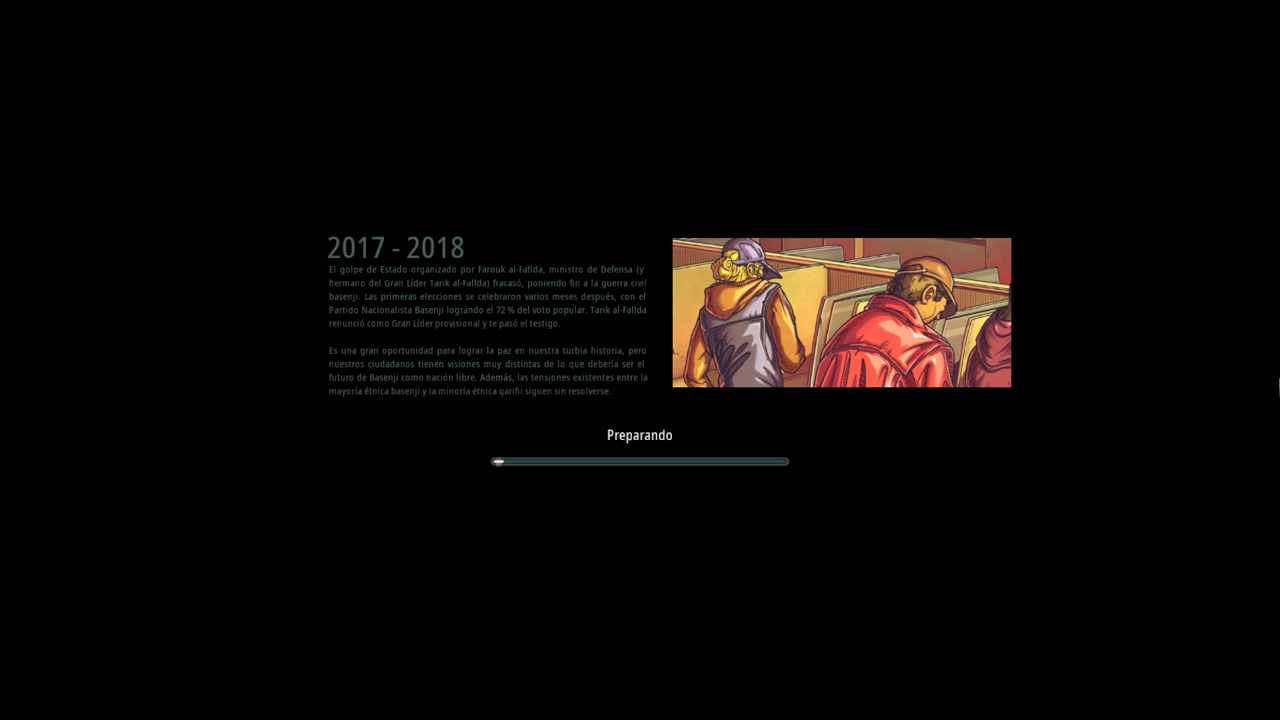 2017 - 2018
El golpe de Estado organizado por Farouk al-Fallda, ministro de Defensa (y
hermano del Gran Líder Tarik al-Fallda) fracasó, poniendo fin a la guerra civil
basenji. Las primeras elecciones se celebraron varios meses después, con el
Partido Nacionalista Basenji logrando el 72 % del voto popular. Tarik al-Fallda
renunció como Gran Líder provisional y te pasó el testigo.
Es una gran oportunidad para lograr la paz en nuestra turbia historia, pero
nuestros ciudadanos tienen visiones muy distintas de lo que debería ser el
futuro de Basenji como nación libre. Además, las tensiones existentes entre la
mayoría étnica basenji y la minoría étnica qarifii siguen sin resolverse.
Preparando